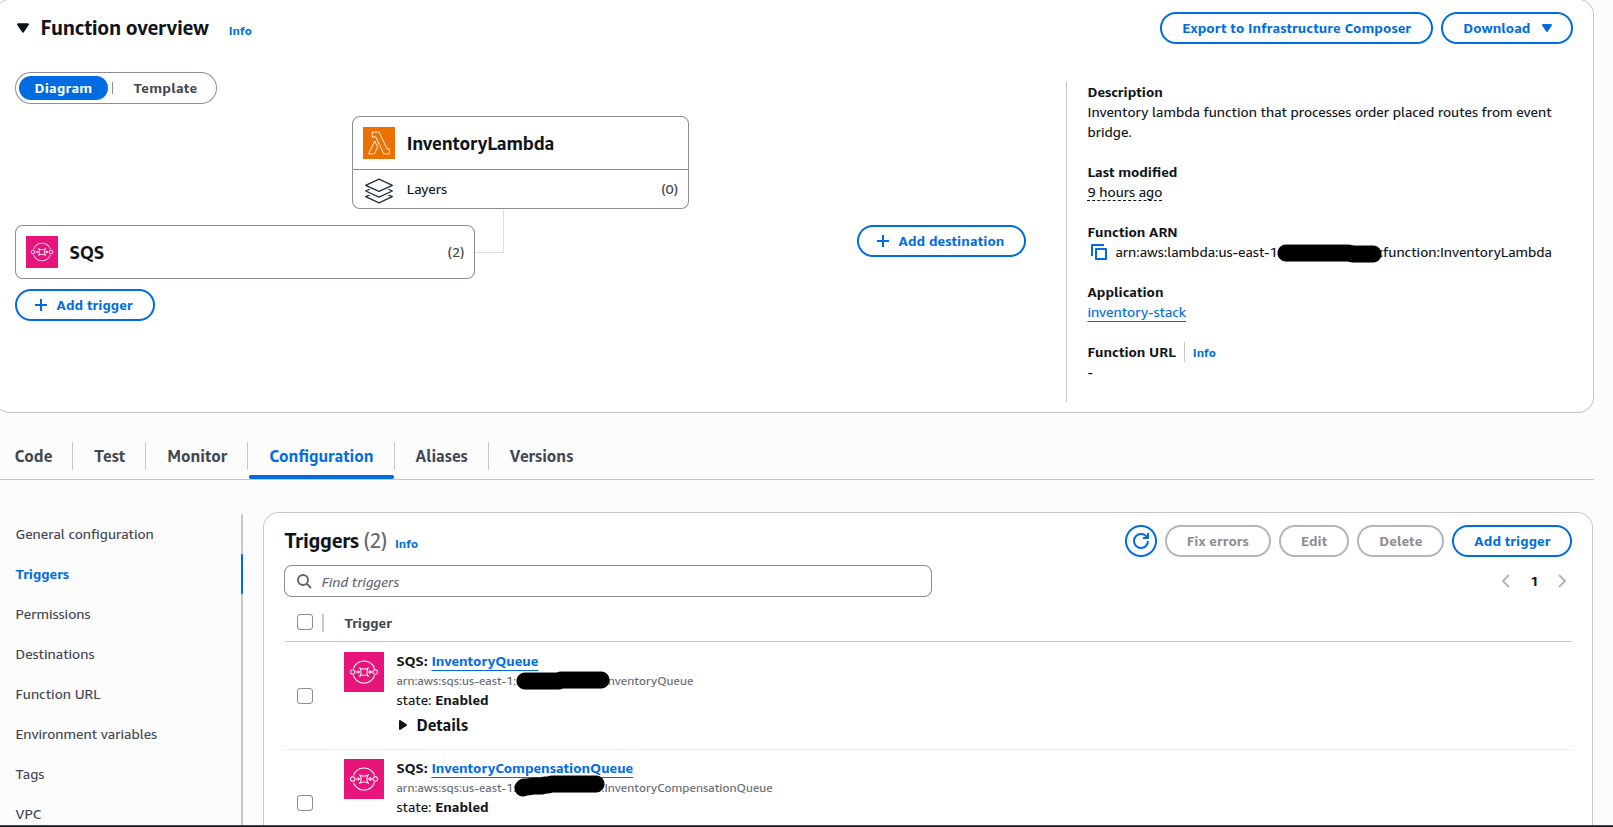 Function overview Info
Export to Infrastructure Composer
Download
Diagram
Template
InventoryLambda
Layers (0)
SQS (2)
Add trigger
Add destination
Description
Inventory lambda function that processes order placed routes from event
bridge.
Last modified
9 hours ago
Function ARN
arn:aws:lambda:us-east-1 :function:InventoryLambda
Application
inventory-stack
Function URL Info
-
Code
Test
Monitor
Configuration
Aliases
Versions
General configuration
Triggers
Permissions
Destinations
Function URL
Environment variables
Tags
VPC
Triggers (2) Info
Fix errors
Edit
Delete
Add trigger
Find triggers
1
Trigger
SQS: InventoryQueue
arn:aws:sqs:us-east-1: nventoryQueue
state: Enabled
Details
SQS: InventoryCompensationQueue
arn:aws:sqs:us-east-1: InventoryCompensationQueue
state: Enabled